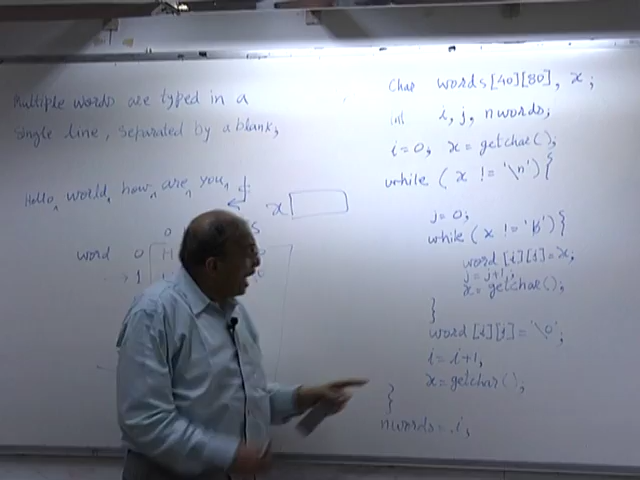 Multiple words are typed in a
single line, separated by a blank;
Hello, world, how are you,
x
word 0 H
1
Char words[40][80], x;
int i, j, nwords;
i=0; x=getchar();
while ( x != '\n'){
j=0;
while ( x != 'b'){
word [i][j]=x;
j=j+1;
x=getchar();
}
word [i][j]='\0';
i=i+1;
x=getchar();
}
nwords=i;